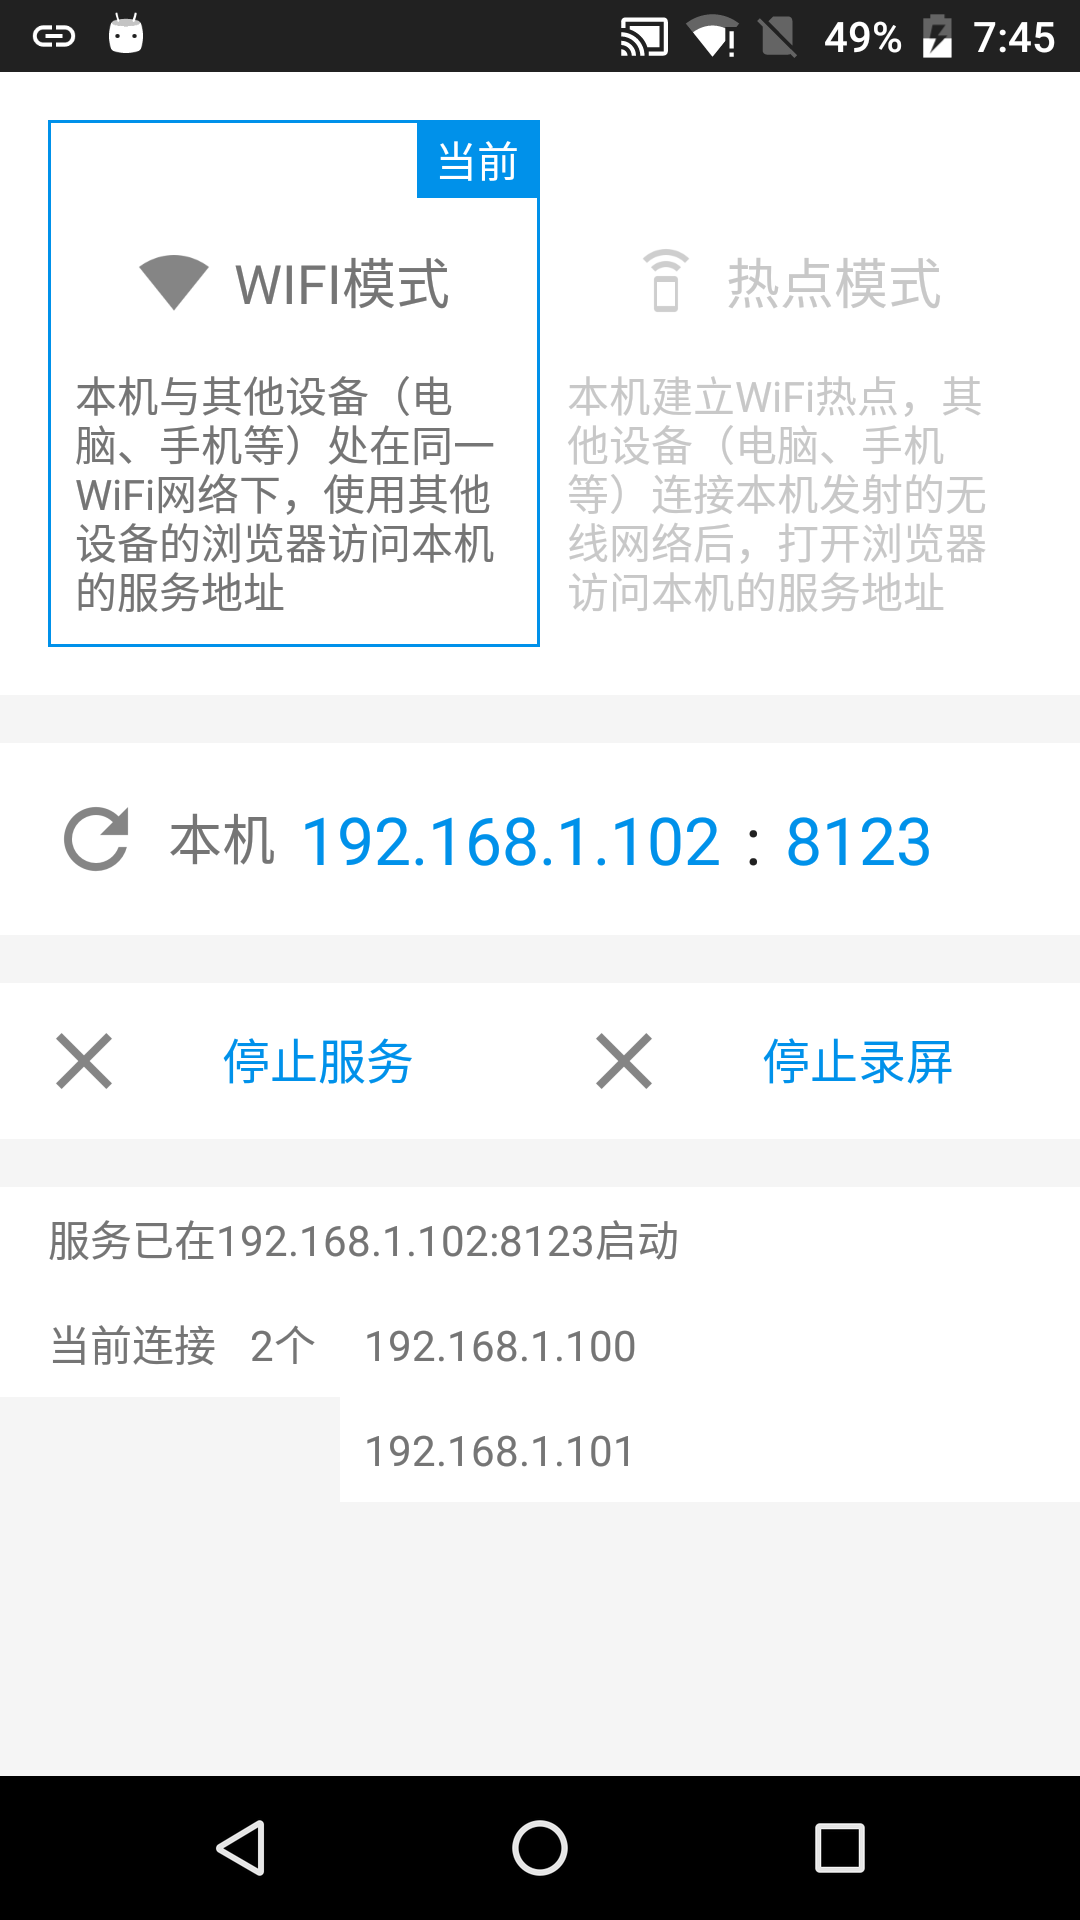 49% 7:45
当前
WIFI模式
本机与其他设备（电
脑、手机等）处在同一
WiFi网络下，使用其他
设备的浏览器访问本机
的服务地址
热点模式
本机建立WiFi热点，其
他设备（电脑、手机
等）连接本机发射的无
线网络后，打开浏览器
访问本机的服务地址
本机 192.168.1.102 : 8123
停止服务 停止录屏
服务已在192.168.1.102:8123启动
当前连接 2个 192.168.1.100
192.168.1.101